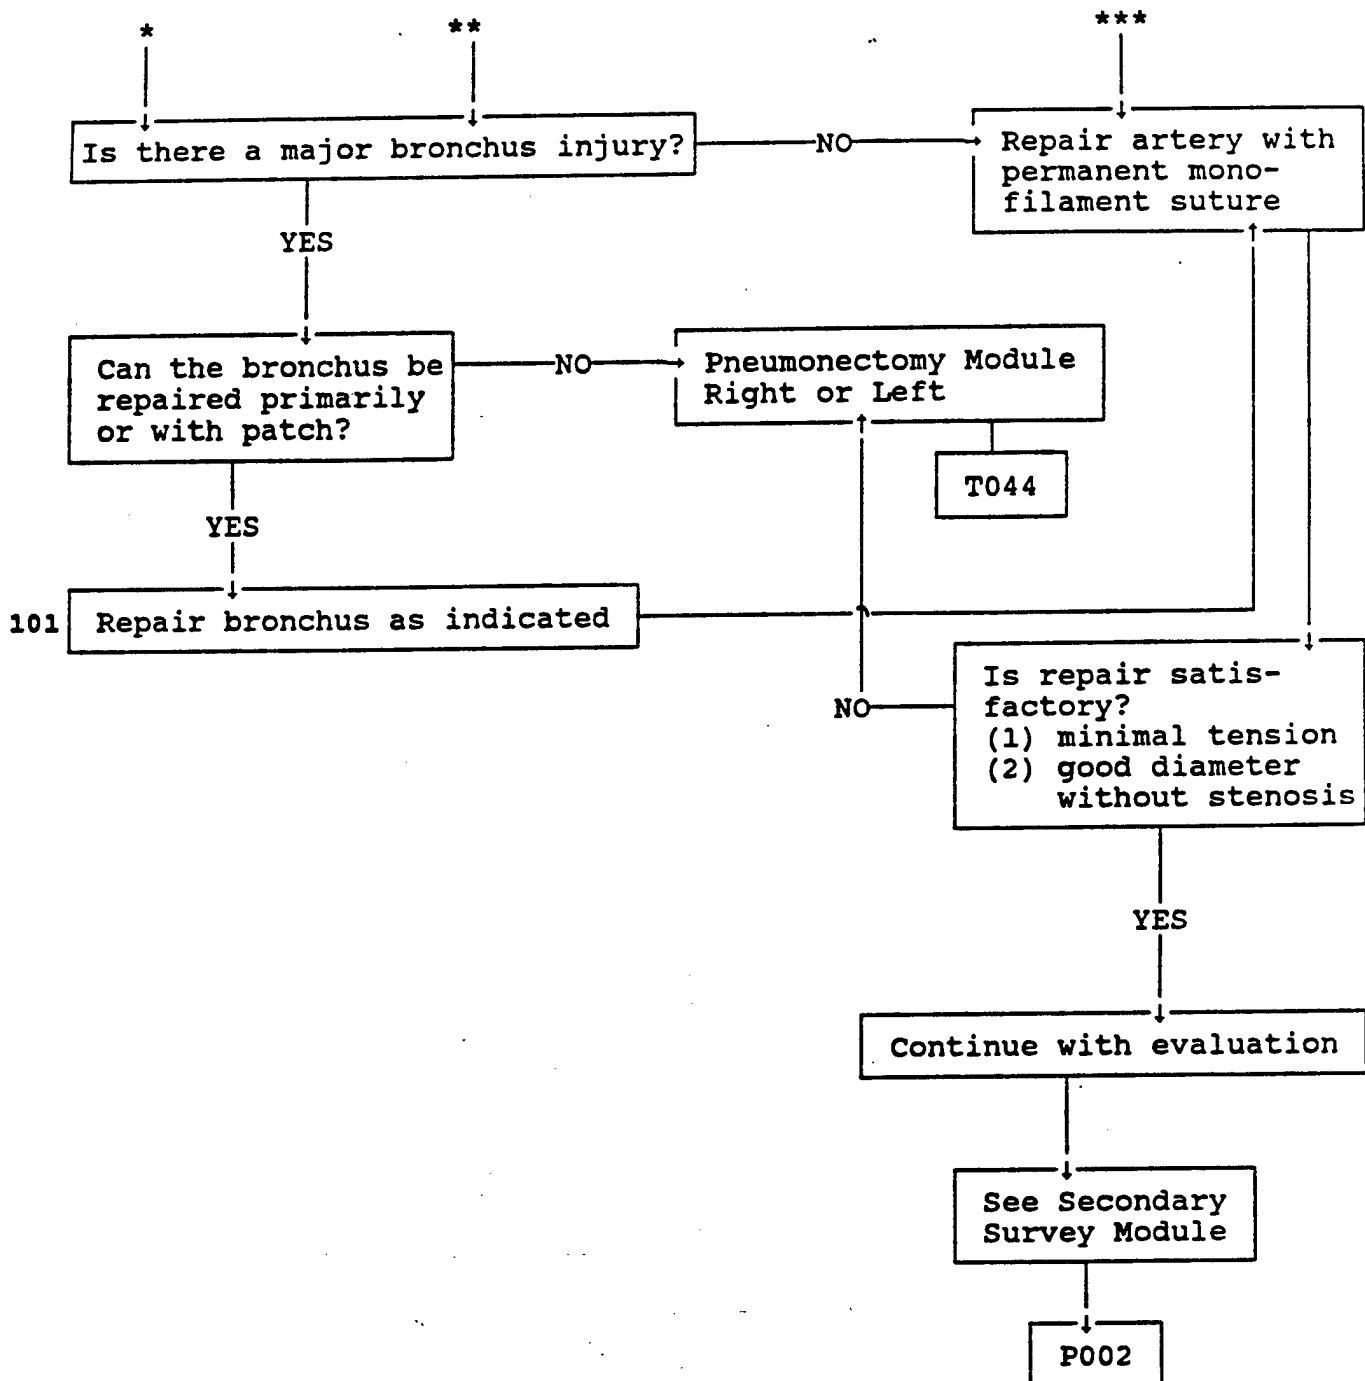 *
**
***
Is there a major bronchus injury?
NO
Repair artery with
permanent mono-
filament suture
YES
Can the bronchus be
repaired primarily
or with patch?
NO
Pneumonectomy Module
Right or Left
T044
YES
101
Repair bronchus as indicated
Is repair satis-
factory?
(1) minimal tension
(2) good diameter
without stenosis
NO
YES
Continue with evaluation
See Secondary
Survey Module
P002